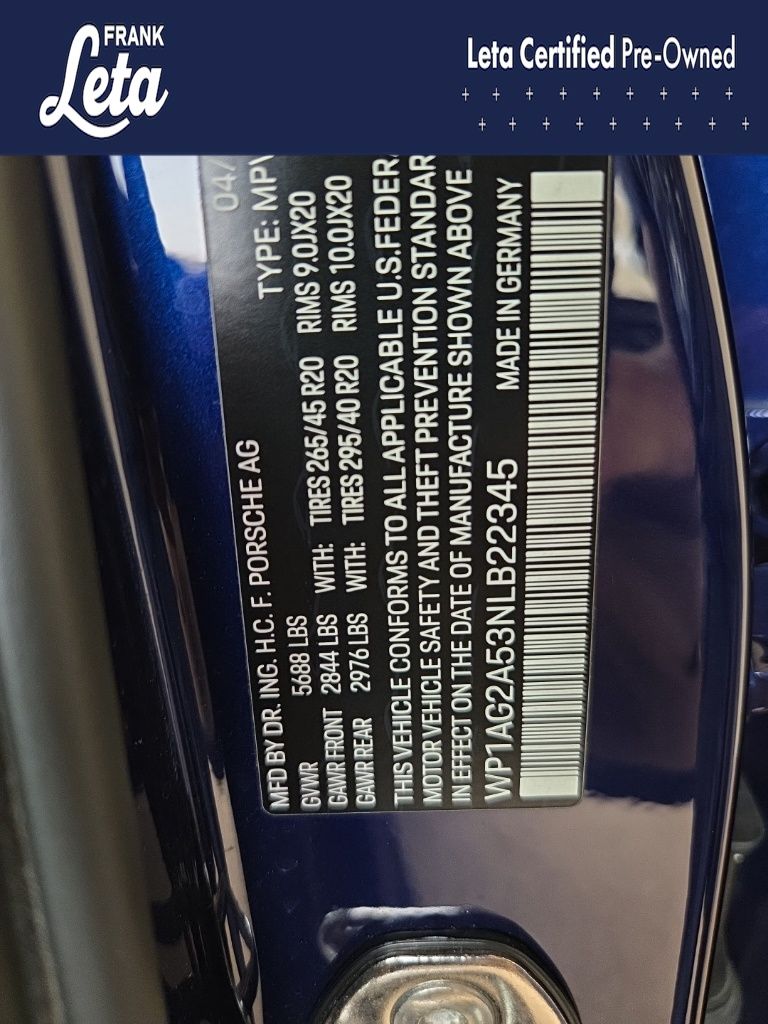 FRANK
Leta
Leta Certified Pre-Owned
MFD BY DR. ING. H.C. F. PORSCHE AG 04/
GVWR 5688 LBS TYPE: MPV
GAWR FRONT 2844 LBS WITH: TIRES 265/45 R20 RIMS 9.0JX20
GAWR REAR 2976 LBS WITH: TIRES 295/40 R20 RIMS 10.0JX20
THIS VEHICLE CONFORMS TO ALL APPLICABLE U.S.FEDERA
MOTOR VEHICLE SAFETY AND THEFT PREVENTION STANDAR
IN EFFECT ON THE DATE OF MANUFACTURE SHOWN ABOVE
WP1AG2A53NLB22345 MADE IN GERMANY